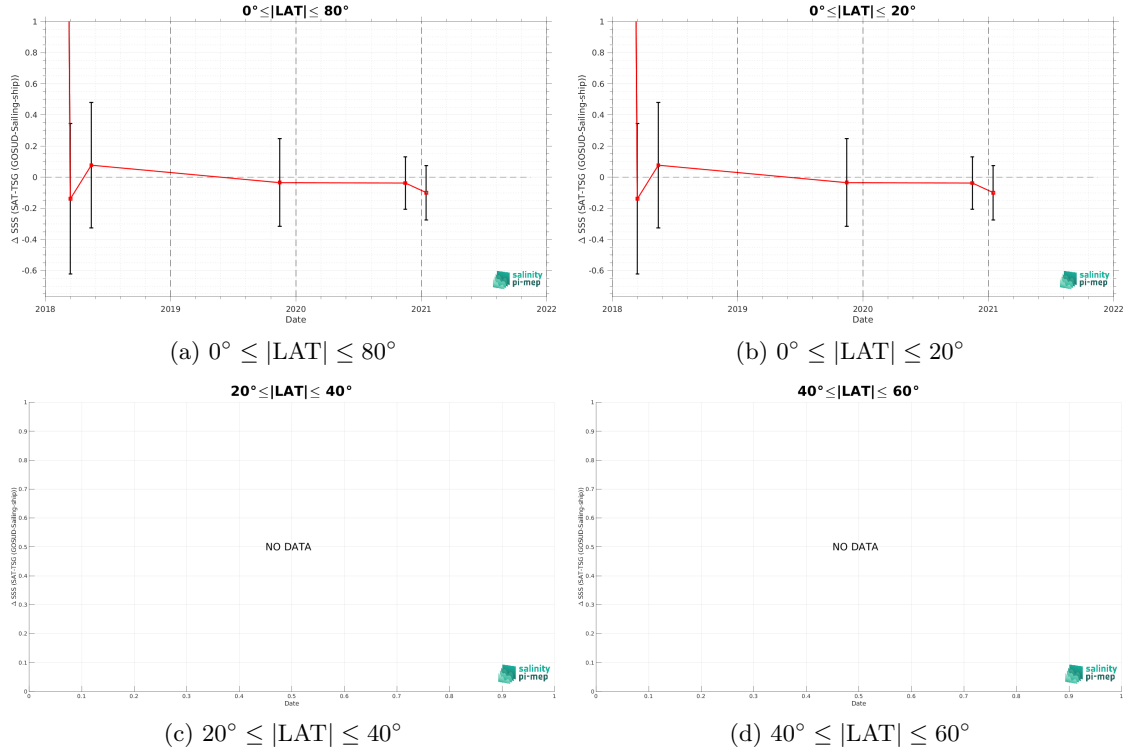 0°≤|LAT|≤ 80°
1
0.8
0.6
0.4
0.2
0
-0.2
-0.4
-0.6
Δ SSS (SAT-TSG (GOSUD-Sailing-ship))
2018 2019 2020 2021 2022
Date
salinity
pi-mep
(a) 0° ≤ |LAT| ≤ 80°
0°≤|LAT|≤ 20°
1
0.8
0.6
0.4
0.2
0
-0.2
-0.4
-0.6
Δ SSS (SAT-TSG (GOSUD-Sailing-ship))
2018 2019 2020 2021 2022
Date
salinity
pi-mep
(b) 0° ≤ |LAT| ≤ 20°
20°≤|LAT|≤ 40°
1
0.9
0.8
0.7
0.6
0.5
0.4
0.3
0.2
0.1
0
Δ SSS (SAT-TSG (GOSUD-Sailing-ship))
NO DATA
0 0.1 0.2 0.3 0.4 0.5 0.6 0.7 0.8 0.9 1
Date
salinity
pi-mep
(c) 20° ≤ |LAT| ≤ 40°
40°≤|LAT|≤ 60°
1
0.9
0.8
0.7
0.6
0.5
0.4
0.3
0.2
0.1
0
Δ SSS (SAT-TSG (GOSUD-Sailing-ship))
NO DATA
0 0.1 0.2 0.3 0.4 0.5 0.6 0.7 0.8 0.9 1
Date
salinity
pi-mep
(d) 40° ≤ |LAT| ≤ 60°